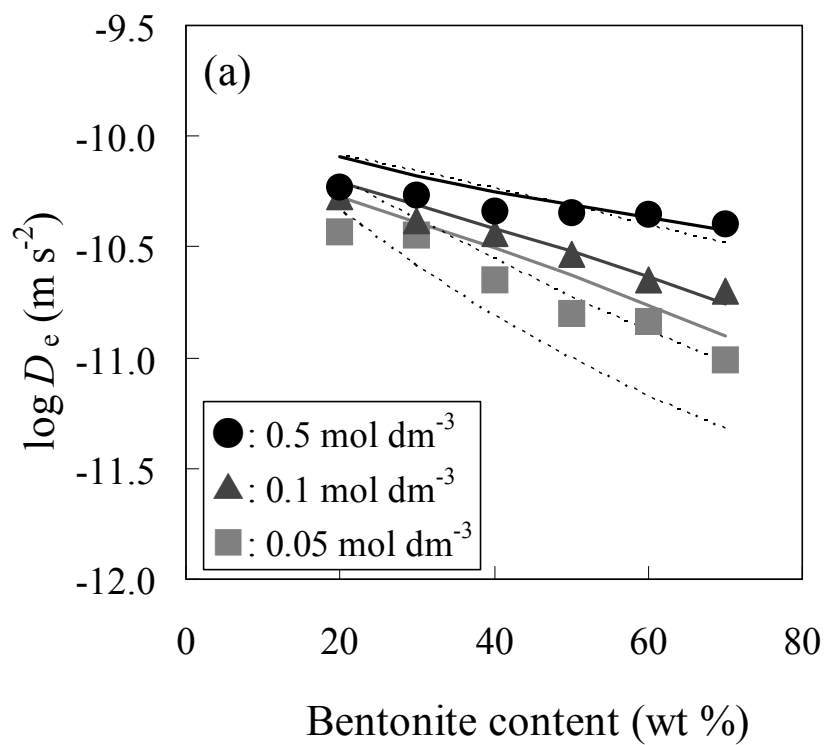 (a)
-9.5
-10.0
-10.5
-11.0
-11.5
-12.0
log D e (m s-2)
●: 0.5 mol dm-3
▲: 0.1 mol dm-3
■: 0.05 mol dm-3
0 20 40 60 80
Bentonite content (wt %)